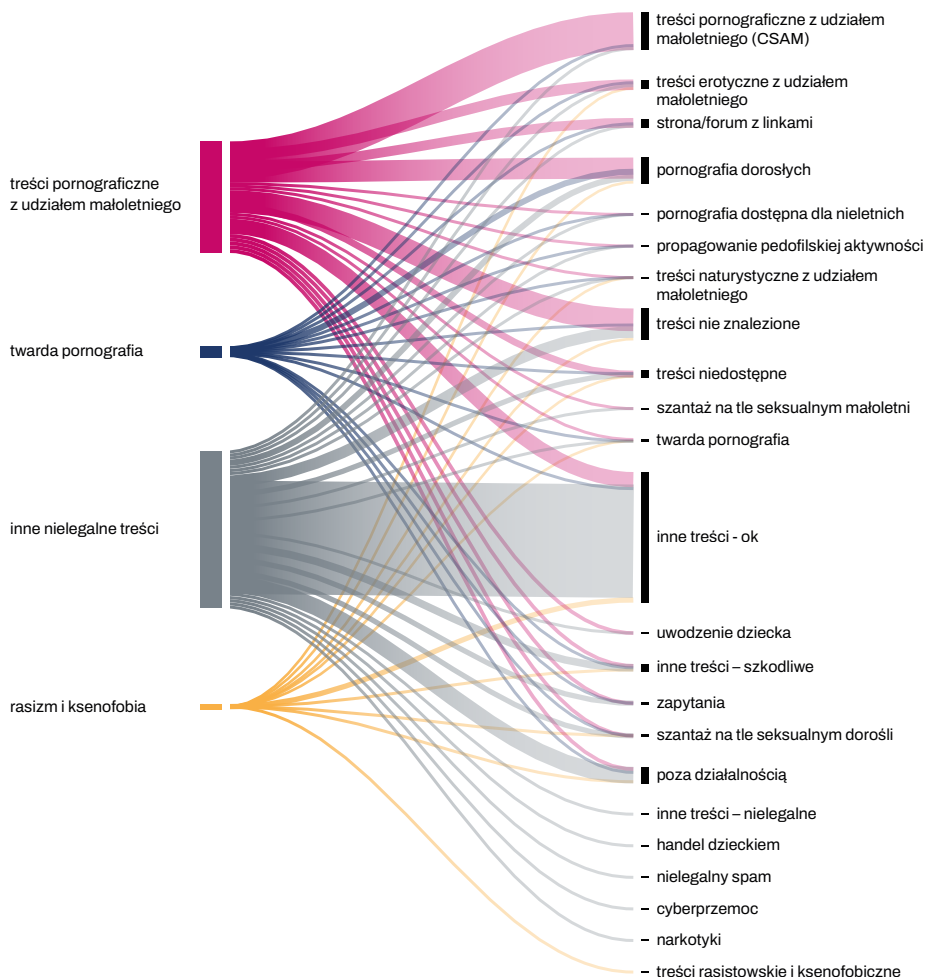 treści pornograficzne
z udziałem małoletniego
twarda pornografia
inne nielegalne treści
rasizm i ksenofobia
treści pornograficzne z udziałem
małoletniego (CSAM)
treści erotyczne z udziałem
małoletniego
strona/forum z linkami
pornografia dorosłych
pornografia dostępna dla nieletnich
propagowanie pedofilskiej aktywności
treści naturystyczne z udziałem
małoletniego
treści nie znalezione
treści niedostępne
szantaż na tle seksualnym małoletni
twarda pornografia
inne treści - ok
uwodzenie dziecka
inne treści – szkodliwe
zapytania
szantaż na tle seksualnym dorośli
poza działalnością
inne treści – nielegalne
handel dzieckiem
nielegalny spam
cyberprzemoc
narkotyki
treści rasistowskie i ksenofobiczne